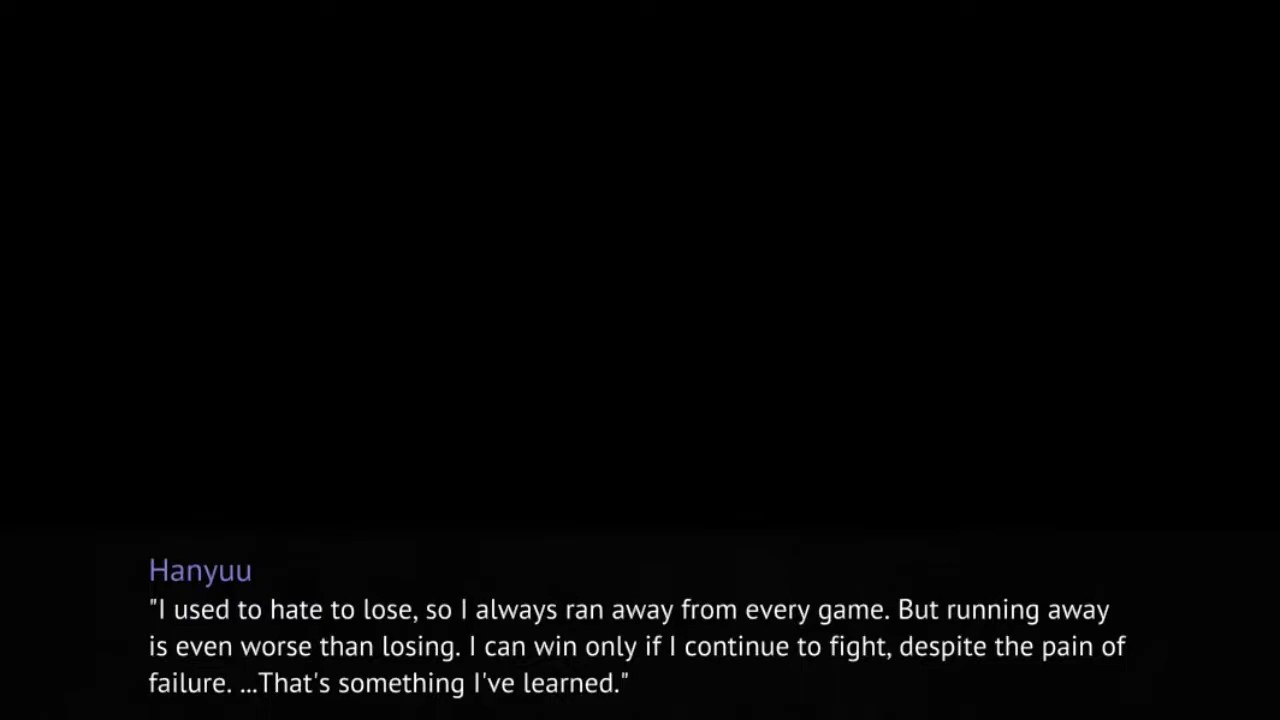 Hanyuu
"I used to hate to lose, so I always ran away from every game. But running away
is even worse than losing. I can win only if I continue to fight, despite the pain of
failure. ...That's something I've learned."